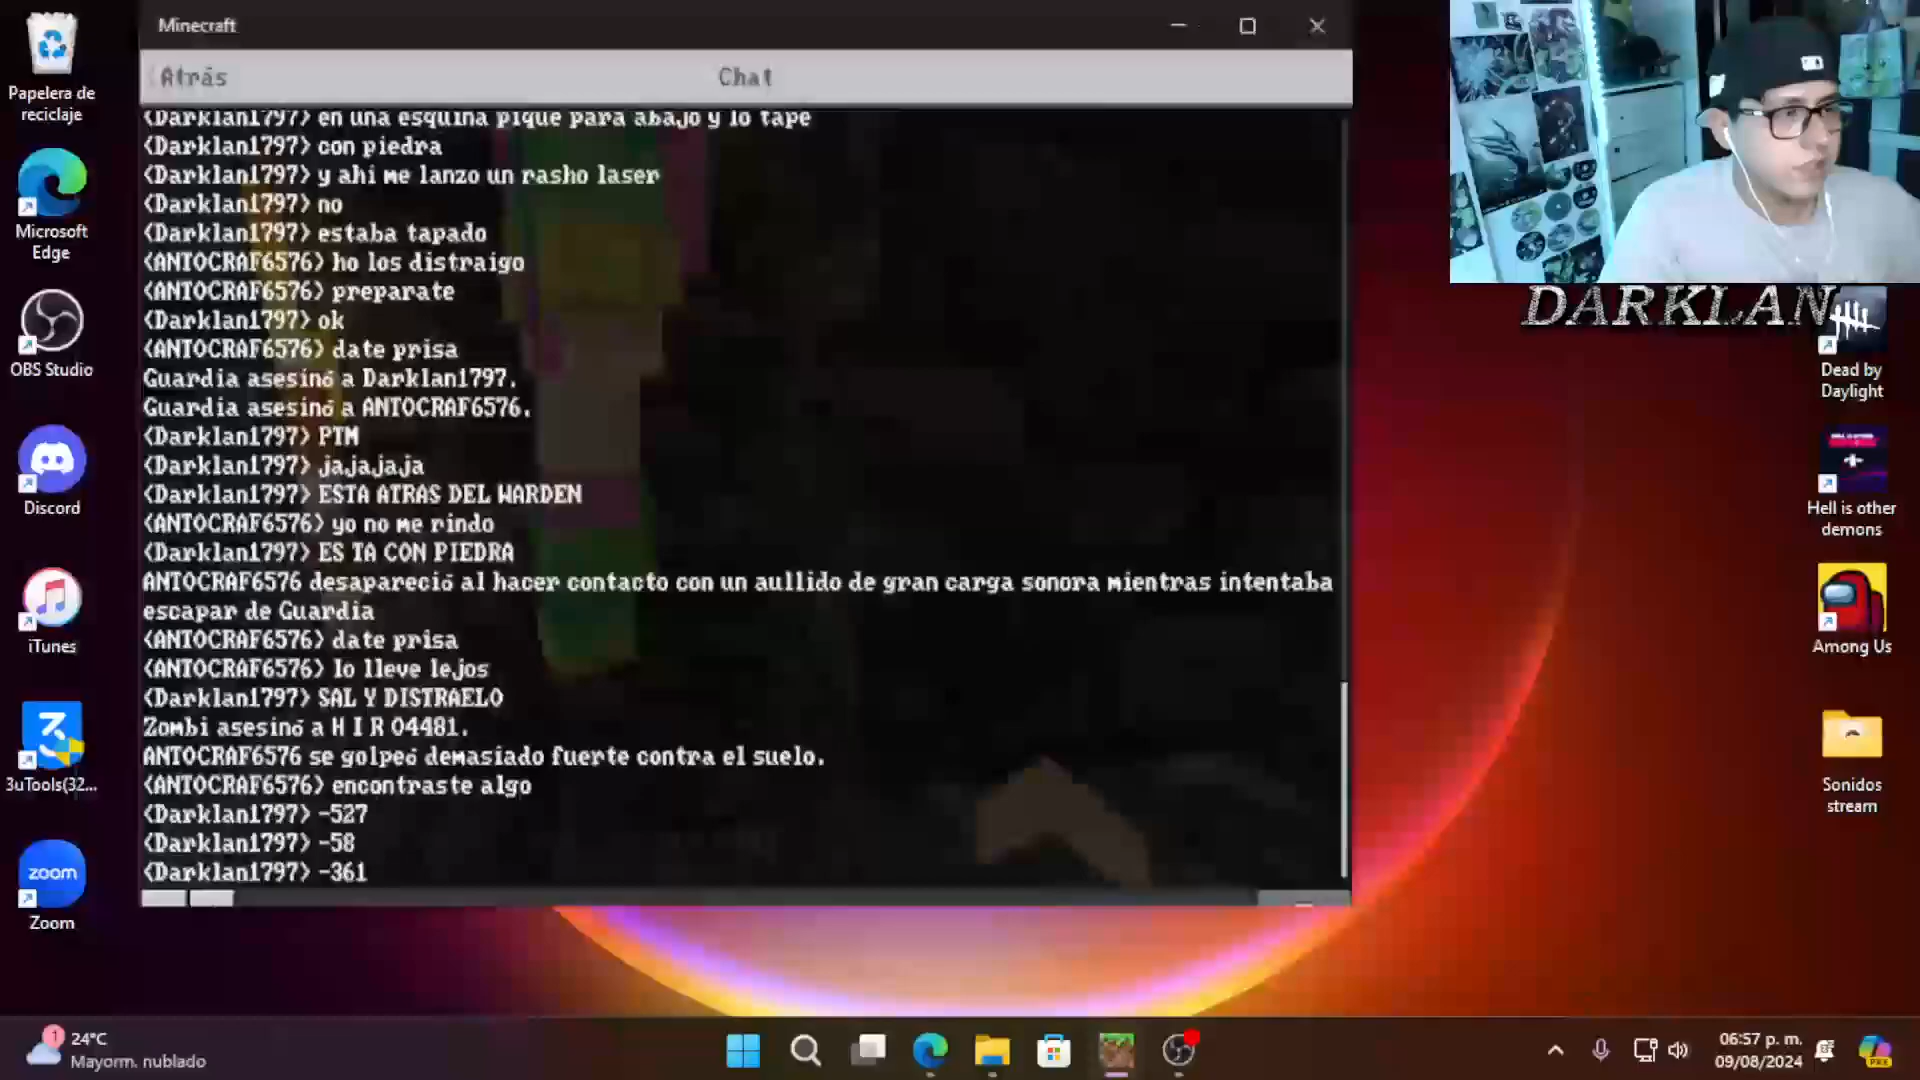 Minecraft
Atrás
Chat
<Darklan1797> en una esquina pique para abajo y lo tape
<Darklan1797> con piedra
<Darklan1797> y ahi me lanzo un rasho laser
<Darklan1797> no
<Darklan1797> estaba tapado
<ANTOCRAF6576> ho los distraigo
<ANTOCRAF6576> preparate
<Darklan1797> ok
<ANTOCRAF6576> date prisa
Guardia asesinó a Darklan1797.
Guardia asesinó a ANTOCRAF6576.
<Darklan1797> PTM
<Darklan1797> jajajaja
<Darklan1797> ESTA ATRAS DEL WARDEN
<ANTOCRAF6576> yo no me rindo
<Darklan1797> ES TA CON PIEDRA
ANTOCRAF6576 desapareció al hacer contacto con un aullido de gran carga sonora mientras intentaba
escapar de Guardia
<ANTOCRAF6576> date prisa
<ANTOCRAF6576> lo lleve lejos
<Darklan1797> SAL Y DISTRAELO
Zombi asesinó a H I R 04481.
ANTOCRAF6576 se golpeó demasiado fuerte contra el suelo.
<ANTOCRAF6576> encontraste algo
<Darklan1797> -527
<Darklan1797> -58
<Darklan1797> -361
Papelera de
reciclaje
Microsoft
Edge
OBS Studio
Discord
iTunes
3uTools(32...
zoom
Zoom
DARKLAN
Dead by
Daylight
Hell is other
demons
Among Us
Sonidos
stream
1
24°C
Mayorm. nublado
06:57 p. m.
09/08/2024
PRE